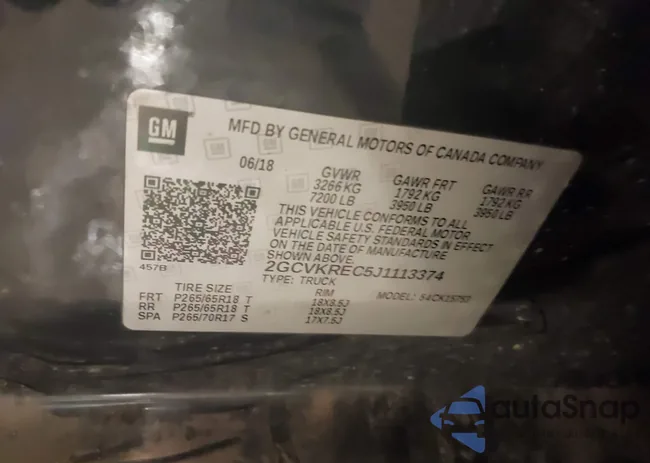 GM
MFD BY GENERAL MOTORS OF CANADA COMPANY
06/18 GVWR GAWR FRT GAWR RR
3266 KG 1792 KG 1792 KG
7200 LB 3950 LB 3950 LB
THIS VEHICLE CONFORMS TO ALL
APPLICABLE U.S. FEDERAL MOTOR
VEHICLE SAFETY STANDARDS IN EFFECT
ON THE DATE OF MANUFACTURE
SHOWN ABOVE.
457B
2GCVKREC5J1113374
TYPE: TRUCK MODEL:
TIRE SIZE RIM
FRT P265/65R18 T 18X8.5J
RR P265/65R18 T 18X8.5J
SPA P265/70R17 S 17X7.5J
autaSnap